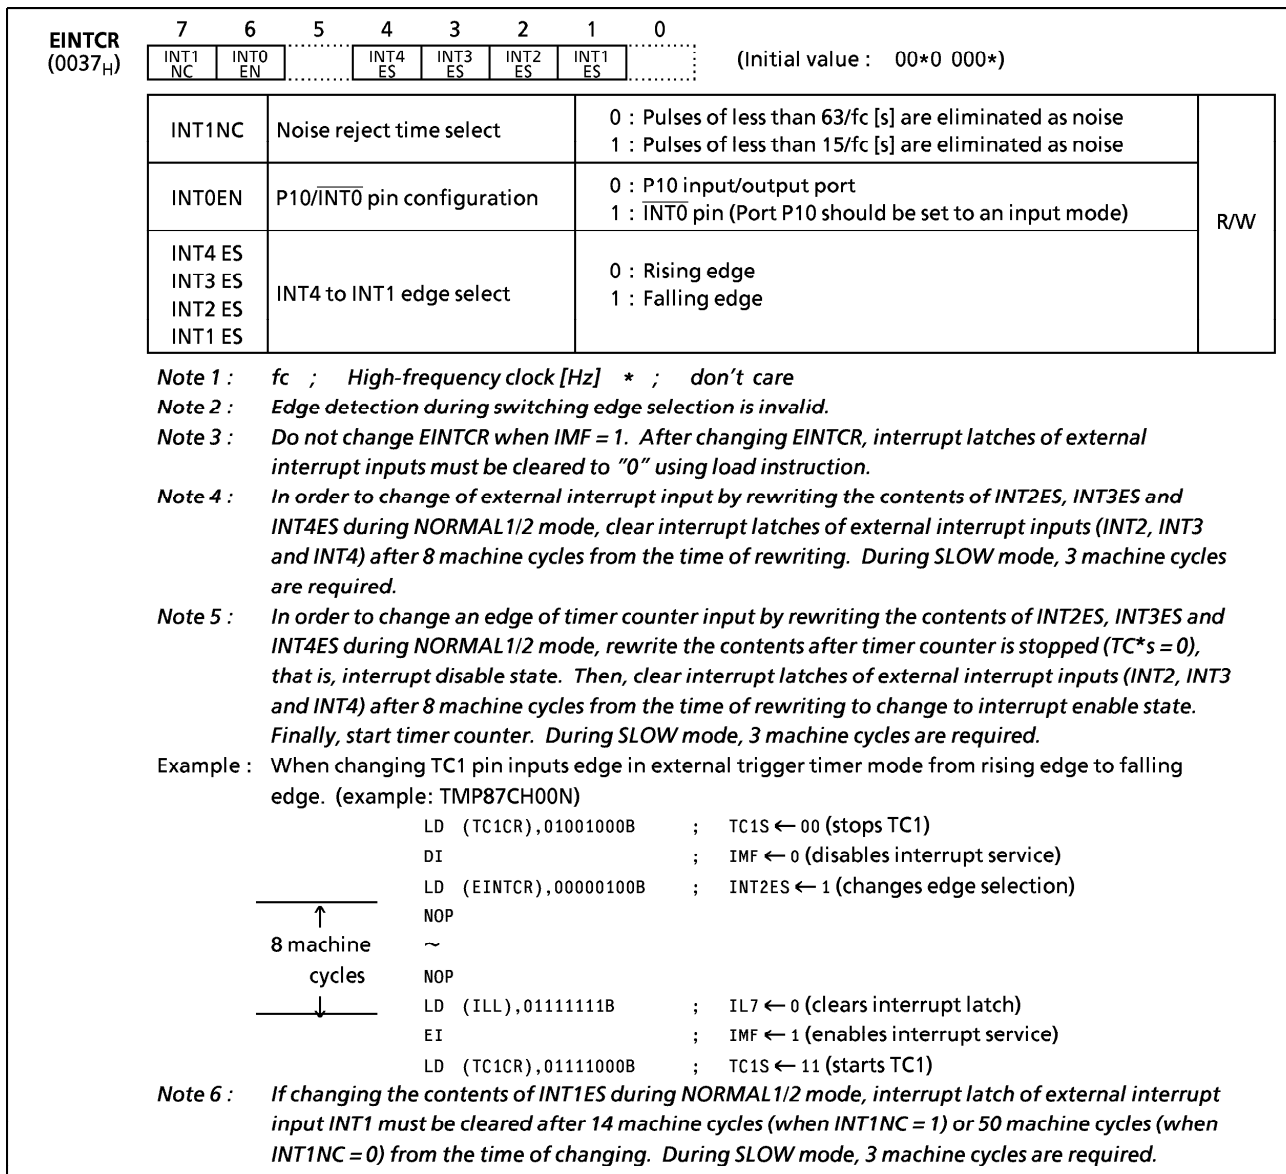 EINTCR
(0037H)
7 6 5 4 3 2 1 0
INT1 NC INT0 EN INT4 ES INT3 ES INT2 ES INT1 ES
(Initial value : 00*0 000*)
INT1NC Noise reject time select
0 : Pulses of less than 63/fc [s] are eliminated as noise
1 : Pulses of less than 15/fc [s] are eliminated as noise
INT0EN P10/INT0 pin configuration
0 : P10 input/output port
1 : INT0 pin (Port P10 should be set to an input mode)
R/W
INT4 ES
INT3 ES
INT2 ES
INT1 ES
INT4 to INT1 edge select
0 : Rising edge
1 : Falling edge
Note 1 : fc ; High-frequency clock [Hz] * ; don't care
Note 2 : Edge detection during switching edge selection is invalid.
Note 3 : Do not change EINTCR when IMF = 1. After changing EINTCR, interrupt latches of external
interrupt inputs must be cleared to "0" using load instruction.
Note 4 : In order to change of external interrupt input by rewriting the contents of INT2ES, INT3ES and
INT4ES during NORMAL1/2 mode, clear interrupt latches of external interrupt inputs (INT2, INT3
and INT4) after 8 machine cycles from the time of rewriting. During SLOW mode, 3 machine cycles
are required.
Note 5 : In order to change an edge of timer counter input by rewriting the contents of INT2ES, INT3ES and
INT4ES during NORMAL1/2 mode, rewrite the contents after timer counter is stopped (TC*s = 0),
that is, interrupt disable state. Then, clear interrupt latches of external interrupt inputs (INT2, INT3
and INT4) after 8 machine cycles from the time of rewriting to change to interrupt enable state.
Finally, start timer counter. During SLOW mode, 3 machine cycles are required.
Example : When changing TC1 pin inputs edge in external trigger timer mode from rising edge to falling
edge. (example: TMP87CH00N)
LD (TC1CR),01001000B ; TC1S ← 00 (stops TC1)
DI ; IMF ← 0 (disables interrupt service)
LD (EINTCR),00000100B ; INT2ES ← 1 (changes edge selection)
↑ NOP
8 machine ~
cycles NOP
↓ LD (ILL),01111111B ; IL7 ← 0 (clears interrupt latch)
EI ; IMF ← 1 (enables interrupt service)
LD (TC1CR),01111000B ; TC1S ← 11 (starts TC1)
Note 6 : If changing the contents of INT1ES during NORMAL1/2 mode, interrupt latch of external interrupt
input INT1 must be cleared after 14 machine cycles (when INT1NC = 1) or 50 machine cycles (when
INT1NC = 0) from the time of changing. During SLOW mode, 3 machine cycles are required.